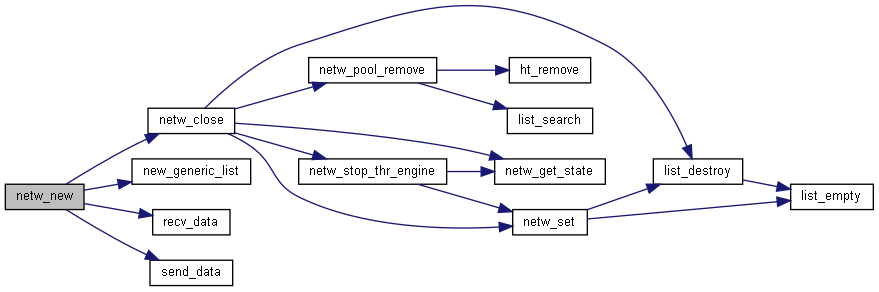 netw_new
netw_close
new_generic_list
recv_data
send_data
netw_pool_remove
netw_stop_thr_engine
ht_remove
list_search
netw_get_state
netw_set
list_destroy
list_empty